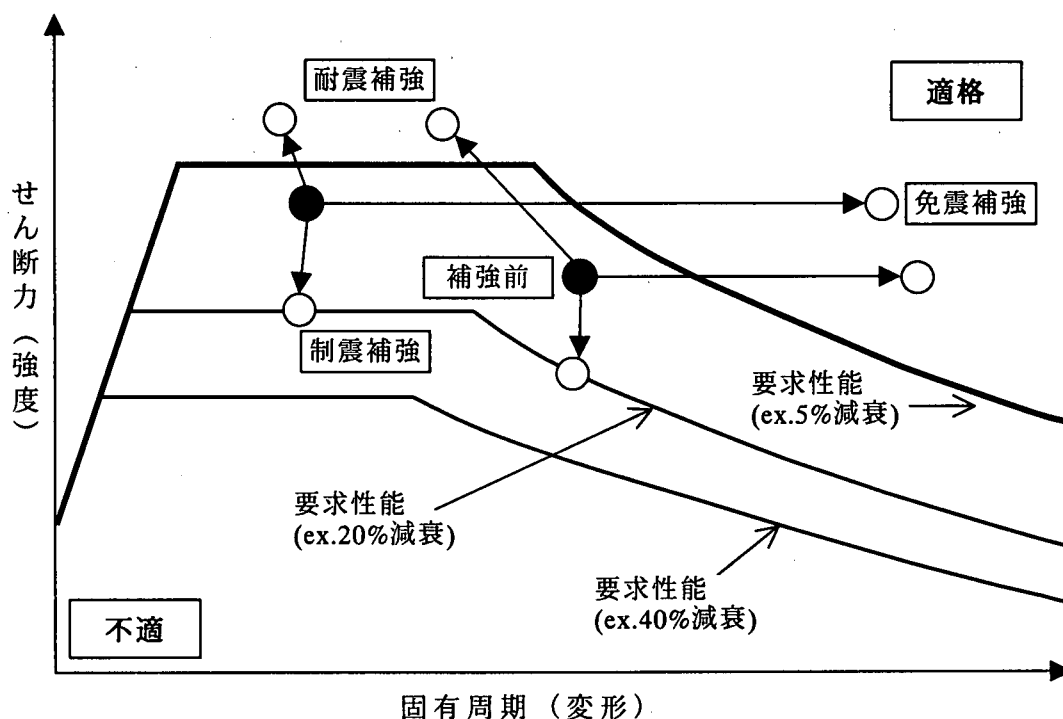 耐震補強
適格
せん断力（強度）
免震補強
補強前
制震補強
要求性能
(ex.5%減衰)
要求性能
(ex.20%減衰)
要求性能
(ex.40%減衰)
不適
固有周期（変形）